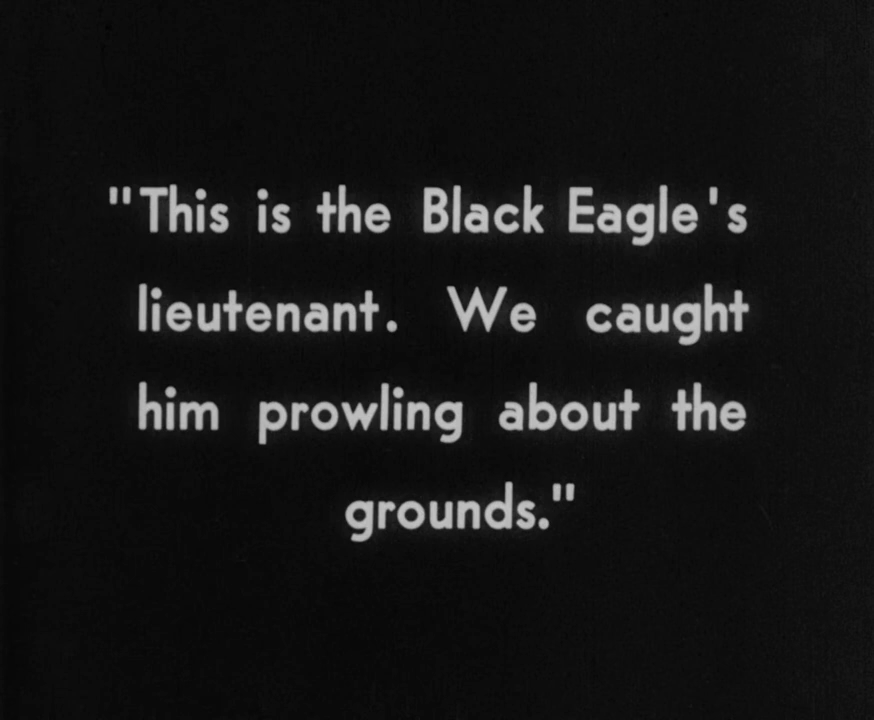 "This is the Black Eagle's
lieutenant. We caught
him prowling about the
grounds."